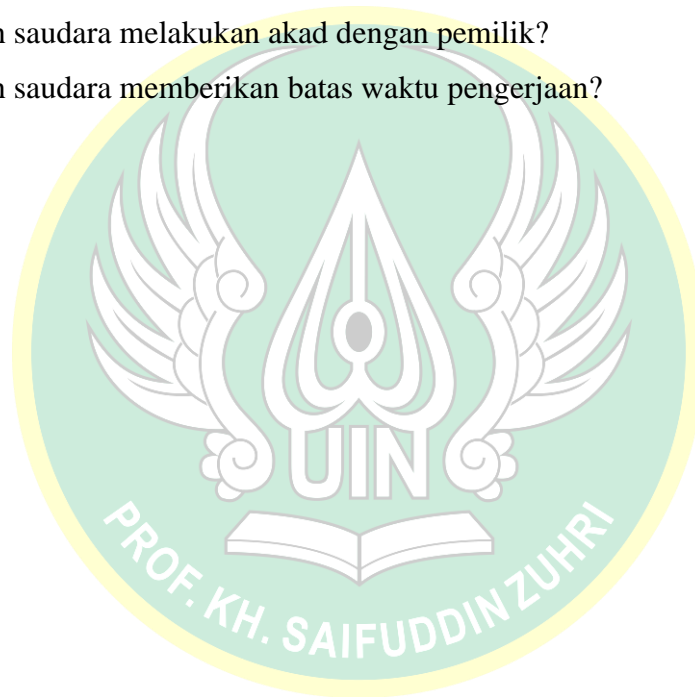 n saudara melakukan akad dengan pemilik?
n saudara memberikan batas waktu pengerjaan?
UIN
PROF. KH. SAIFUDDIN ZUHRI